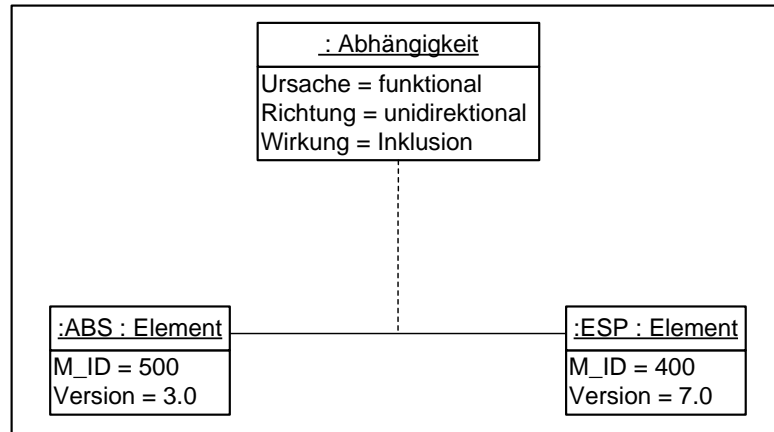 : Abhängigkeit
Ursache = funktional
Richtung = unidirektional
Wirkung = Inklusion
:ABS : Element
M_ID = 500
Version = 3.0
:ESP : Element
M_ID = 400
Version = 7.0